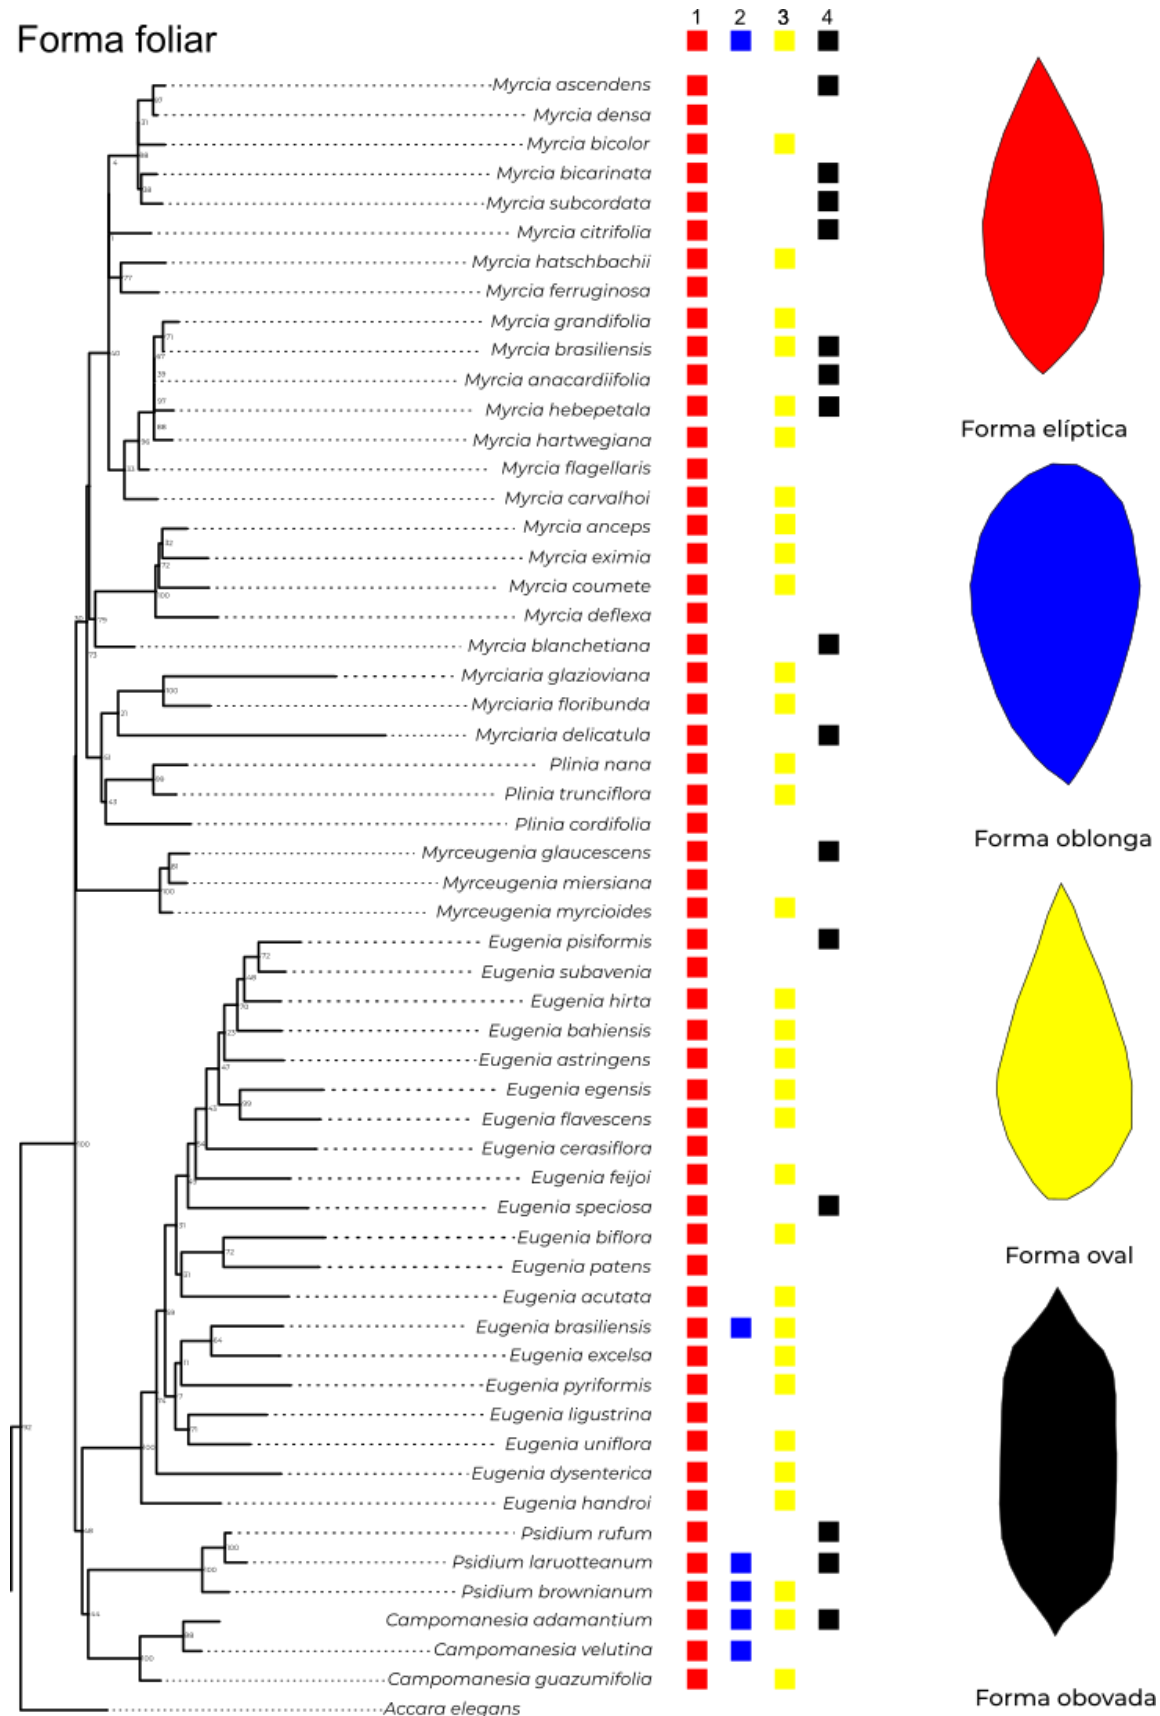 Forma foliar
1 2 3 4
Myrcia ascendens
Myrcia densa
Myrcia bicolor
Myrcia bicarinata
Myrcia subcordata
Myrcia citrifolia
Myrcia hatschbachii
Myrcia ferruginosa
Myrcia grandifolia
Myrcia brasiliensis
Myrcia anacardiifolia
Myrcia hebepetala
Myrcia hartwegiana
Myrcia flagellaris
Myrcia carvalhoi
Myrcia anceps
Myrcia eximia
Myrcia coumete
Myrcia deflexa
Myrcia blanchetiana
Myrciaria glazioviana
Myrciaria floribunda
Myrciaria delicatula
Plinia nana
Plinia trunciflora
Plinia cordifolia
Myrceugenia glaucescens
Myrceugenia miersiana
Myrceugenia myrcioides
Eugenia pisiformis
Eugenia subavenia
Eugenia hirta
Eugenia bahiensis
Eugenia astringens
Eugenia egensis
Eugenia flavescens
Eugenia cerasiflora
Eugenia feijoi
Eugenia speciosa
Eugenia biflora
Eugenia patens
Eugenia acutata
Eugenia brasiliensis
Eugenia excelsa
Eugenia pyriformis
Eugenia ligustrina
Eugenia uniflora
Eugenia dysenterica
Eugenia handroi
Psidium rufum
Psidium laruotteanum
Psidium brownianum
Campomanesia adamantium
Campomanesia velutina
Campomanesia guazumifolia
Accara elegans
Forma elíptica
Forma oblonga
Forma oval
Forma obovada